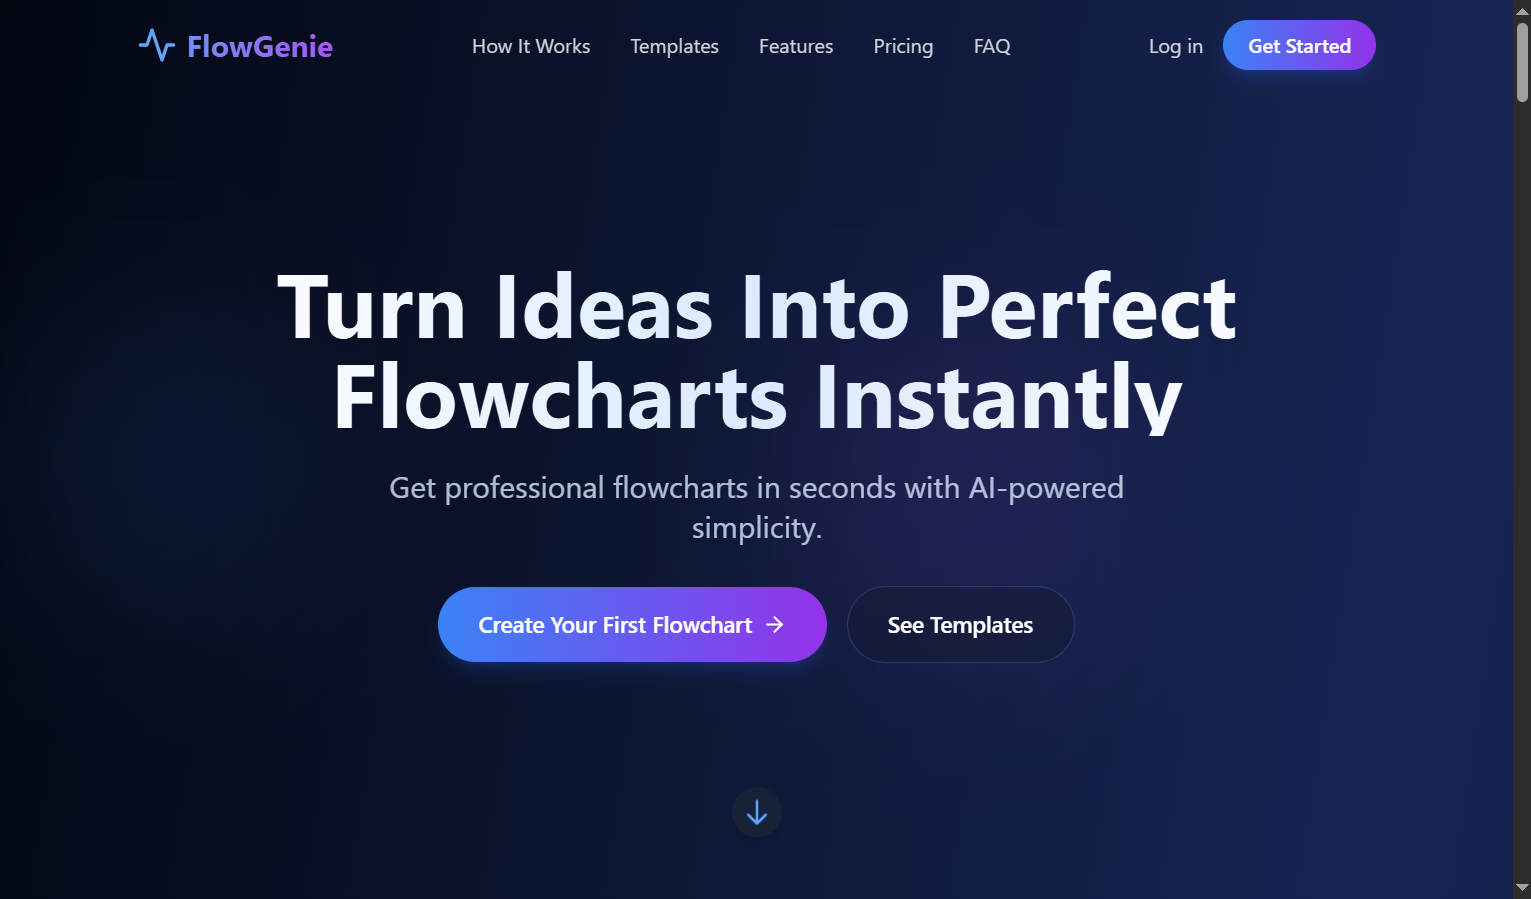 FlowGenie
How It Works
Templates
Features
Pricing
FAQ
Log in
Get Started
Turn Ideas Into Perfect
Flowcharts Instantly
Get professional flowcharts in seconds with AI-powered
simplicity.
Create Your First Flowchart →
See Templates